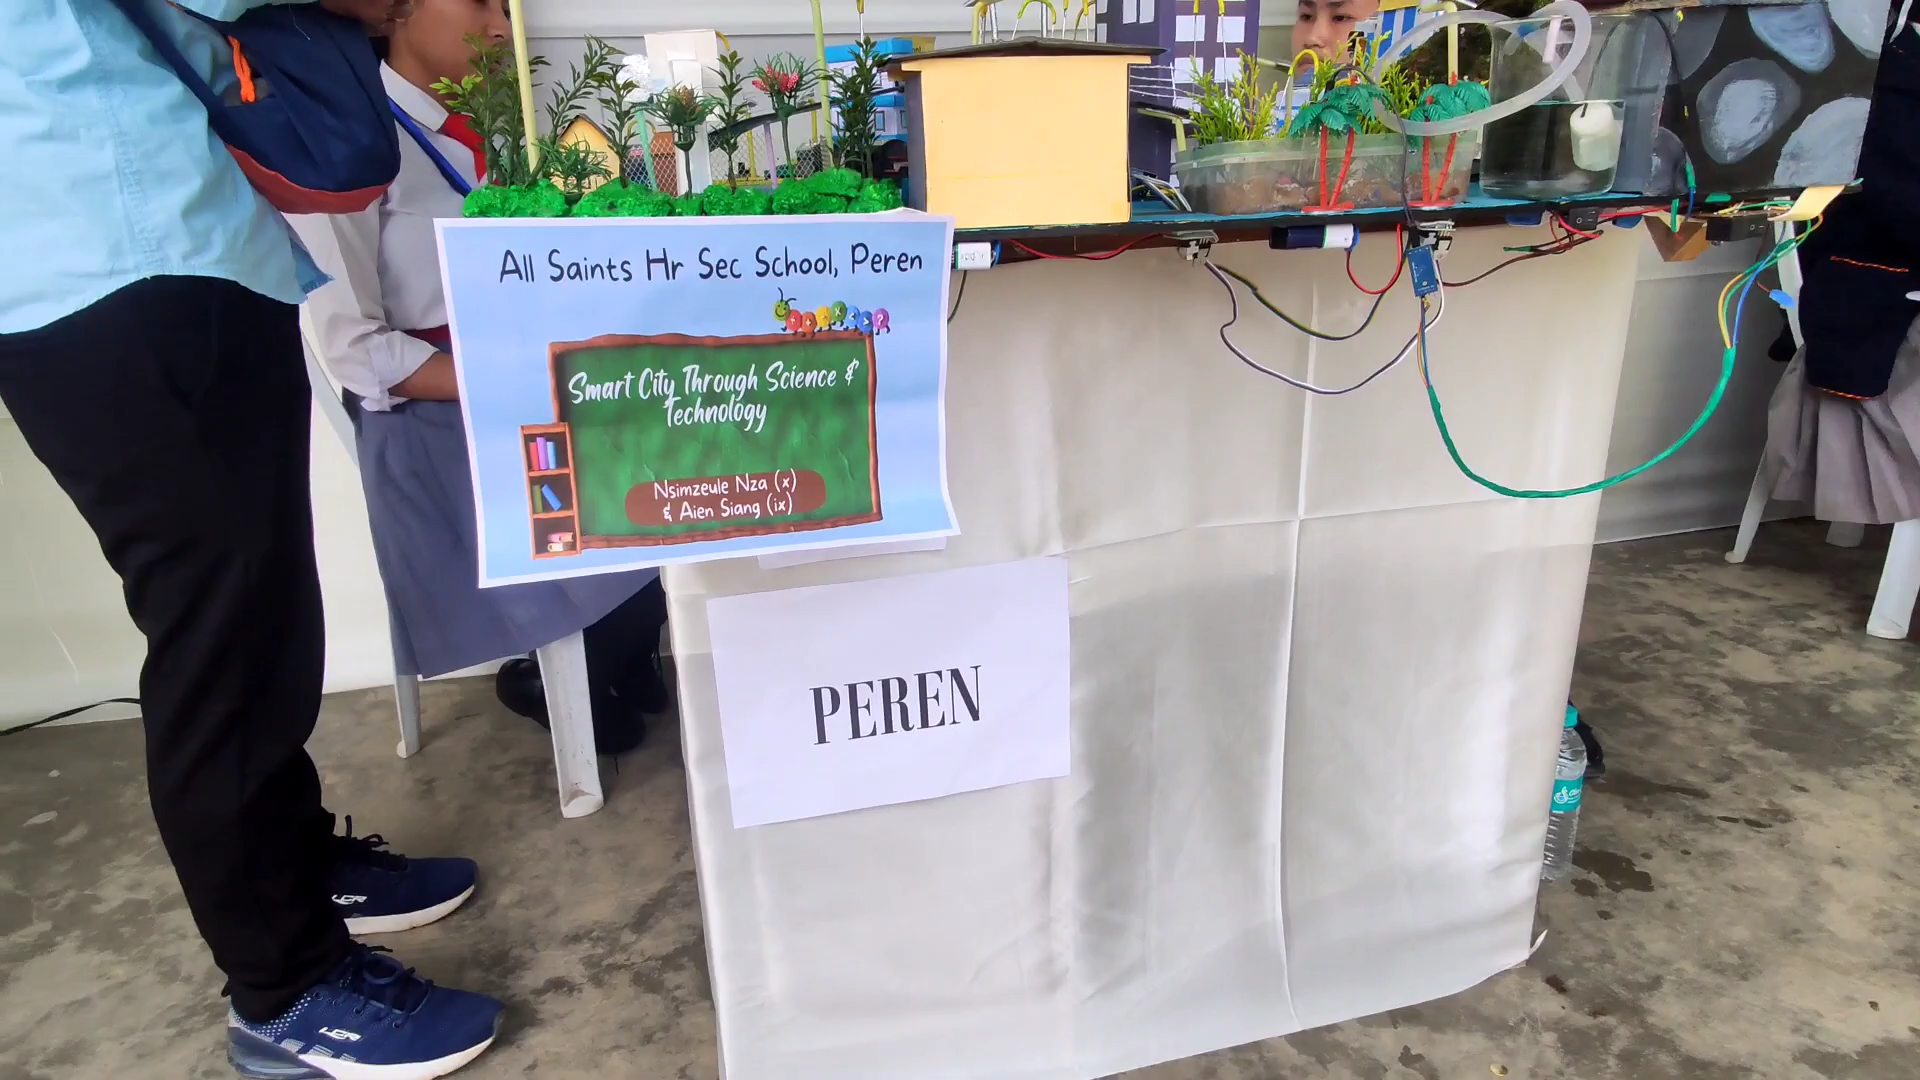 All Saints Hr Sec School, Peren
Smart City Through Science &
Technology
Nsimzeule Nza (x)
& Aien Siang (ix)
PEREN